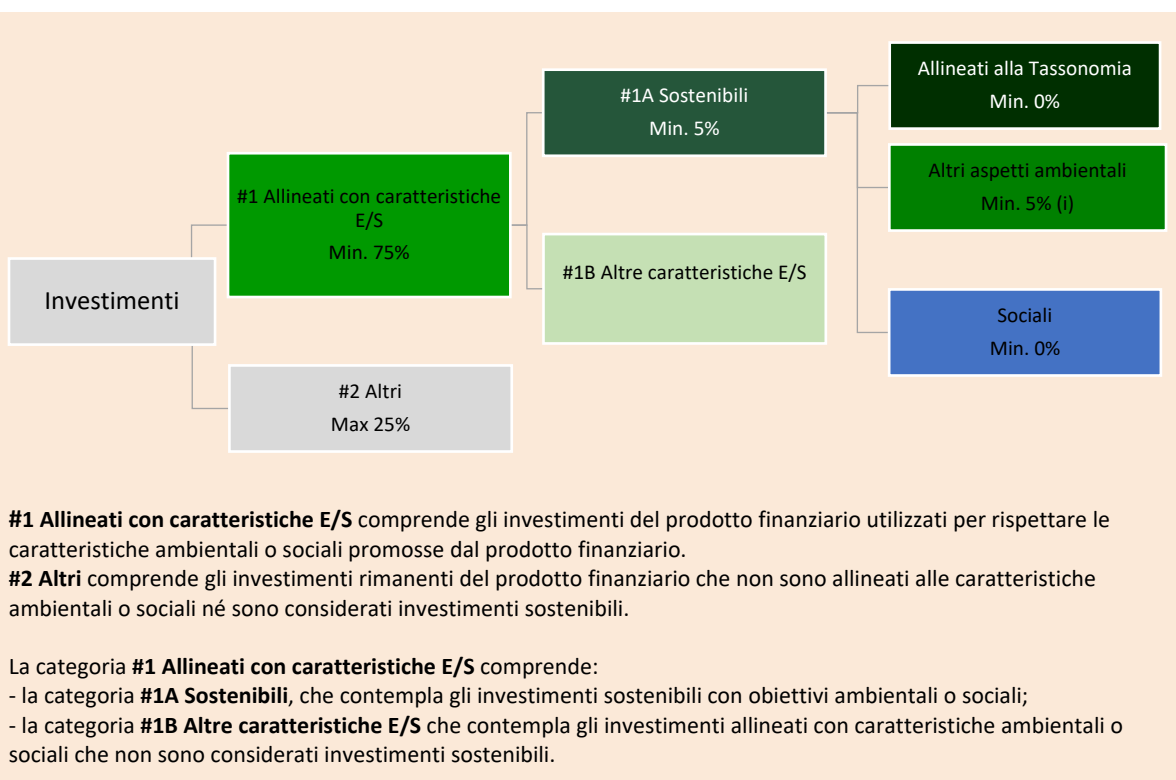 Allineati alla Tassonomia
Min. 0%
#1A Sostenibili
Min. 5%
Altri aspetti ambientali
Min. 5% (i)
#1 Allineati con caratteristiche
E/S
Min. 75%
#1B Altre caratteristiche E/S
Investimenti
Sociali
Min. 0%
#2 Altri
Max 25%
#1 Allineati con caratteristiche E/S comprende gli investimenti del prodotto finanziario utilizzati per rispettare le
caratteristiche ambientali o sociali promosse dal prodotto finanziario.
#2 Altri comprende gli investimenti rimanenti del prodotto finanziario che non sono allineati alle caratteristiche
ambientali o sociali né sono considerati investimenti sostenibili.
La categoria #1 Allineati con caratteristiche E/S comprende:
- la categoria #1A Sostenibili, che contempla gli investimenti sostenibili con obiettivi ambientali o sociali;
- la categoria #1B Altre caratteristiche E/S che contempla gli investimenti allineati con caratteristiche ambientali o
sociali che non sono considerati investimenti sostenibili.